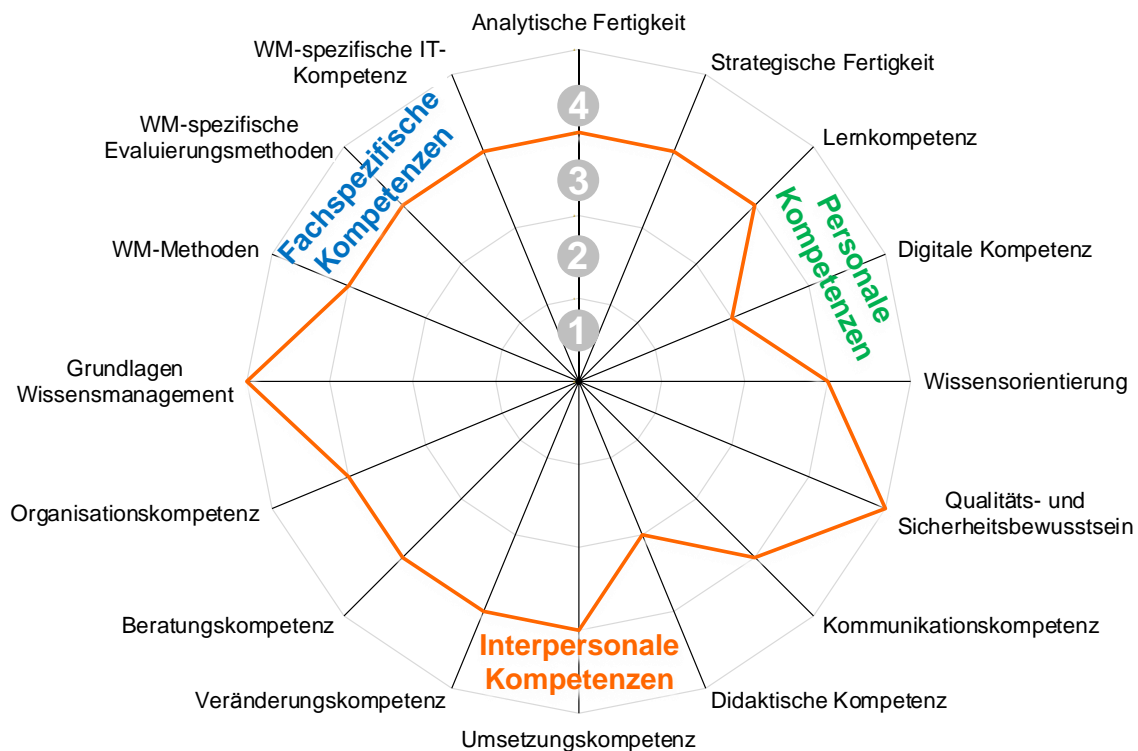 Analytische Fertigkeit
Strategische Fertigkeit
Lernkompetenz
Digitale Kompetenz
Wissensorientierung
Qualitäts- und
Sicherheitsbewusstsein
Kommunikationskompetenz
Didaktische Kompetenz
Umsetzungskompetenz
Veränderungskompetenz
Beratungskompetenz
Organisationskompetenz
Grundlagen
Wissensmanagement
WM-Methoden
WM-spezifische
Evaluierungsmethoden
WM-spezifische IT-
Kompetenz
Fachspezifische
Kompetenzen
Personale
Kompetenzen
Interpersonale
Kompetenzen
4
3
2
1